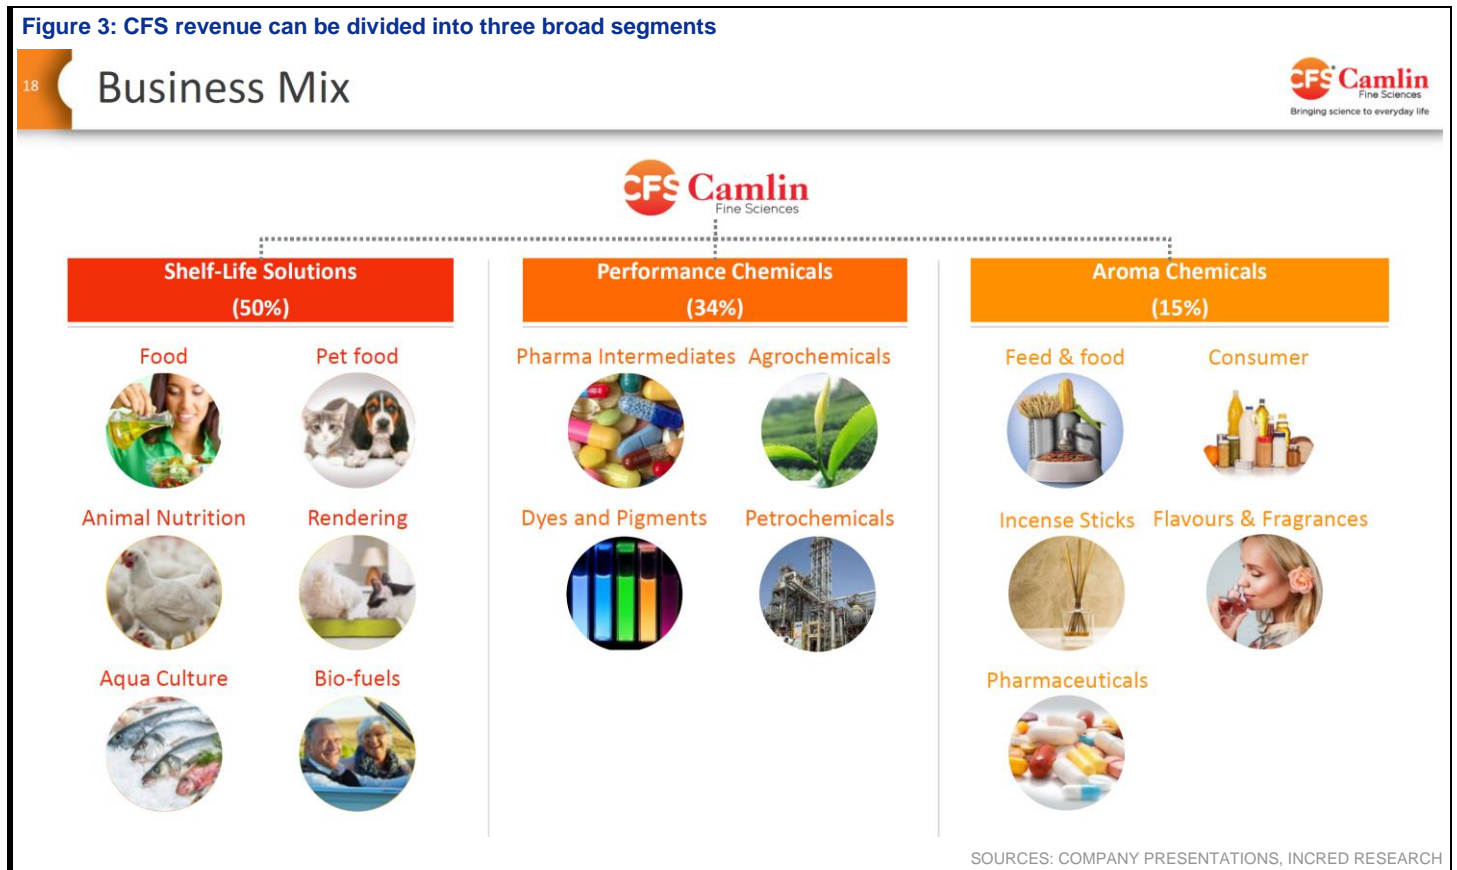 Figure 3: CFS revenue can be divided into three broad segments
18
Business Mix
CFS Camlin
Fine Sciences
Bringing science to everyday life
CFS Camlin
Fine Sciences
Shelf-Life Solutions
(50%)
Performance Chemicals
(34%)
Aroma Chemicals
(15%)
Food
Pet food
Animal Nutrition
Rendering
Aqua Culture
Bio-fuels
Pharma Intermediates
Agrochemicals
Dyes and Pigments
Petrochemicals
Feed & food
Consumer
Incense Sticks
Flavours & Fragrances
Pharmaceuticals
SOURCES: COMPANY PRESENTATIONS, INCRED RESEARCH